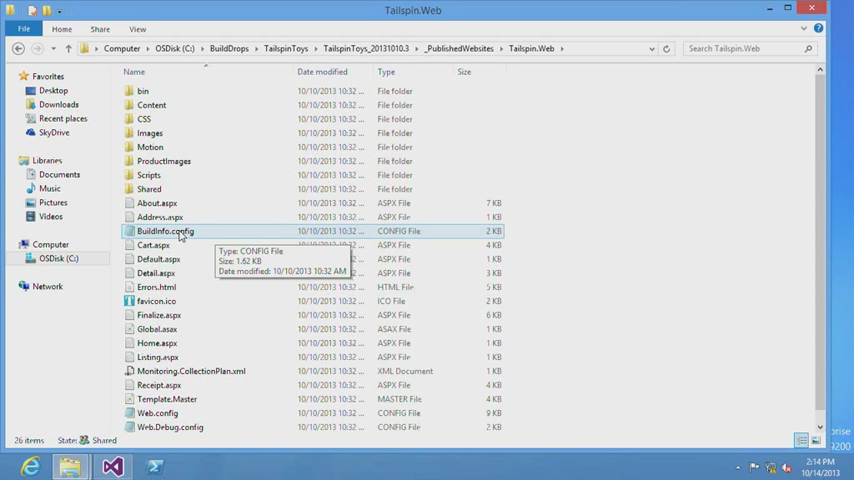 Tailspin.Web
File Home Share View
Computer OSDisk (C:) BuildDrops TailspinToys TailspinToys_20131010.3 _PublishedWebsites Tailspin.Web Search Tailspin.Web
Name Date modified Type Size
Favorites
Desktop
Downloads
Recent places
SkyDrive
Libraries
Documents
Music
Pictures
Videos
Computer
OSDisk (C:)
Network
bin 10/10/2013 10:32 ... File folder
Content 10/10/2013 10:32 ... File folder
CSS 10/10/2013 10:32 ... File folder
Images 10/10/2013 10:32 ... File folder
Motion 10/10/2013 10:32 ... File folder
ProductImages 10/10/2013 10:32 ... File folder
Scripts 10/10/2013 10:32 ... File folder
Shared 10/10/2013 10:32 ... File folder
About.aspx 10/10/2013 10:32 ... ASPX File 7 KB
Address.aspx 10/10/2013 10:32 ... ASPX File 1 KB
BuildInfo.config 10/10/2013 10:32 ... CONFIG File 2 KB
Cart.aspx ASPX File 4 KB
Type: CONFIG File
Size: 1.62 KB
Date modified: 10/10/2013 10:32 AM
Default.aspx ASPX File 1 KB
Detail.aspx ASPX File 3 KB
Errors.html 10/10/2013 10:32 ... HTML File 5 KB
favicon.ico 10/10/2013 10:32 ... ICO File 2 KB
Finalize.aspx 10/10/2013 10:32 ... ASPX File 6 KB
Global.asax 10/10/2013 10:32 ... ASAX File 1 KB
Home.aspx 10/10/2013 10:32 ... ASPX File 1 KB
Listing.aspx 10/10/2013 10:32 ... ASPX File 1 KB
Monitoring.CollectionPlan.xml 10/10/2013 10:32 ... XML Document 1 KB
Receipt.aspx 10/10/2013 10:32 ... ASPX File 4 KB
Template.Master 10/10/2013 10:32 ... MASTER File 4 KB
Web.config 10/10/2013 10:32 ... CONFIG File 9 KB
Web.Debug.config 10/10/2013 10:32 ... CONFIG File 2 KB
26 items State: Shared
prise
9200
2:14 PM
10/14/2013